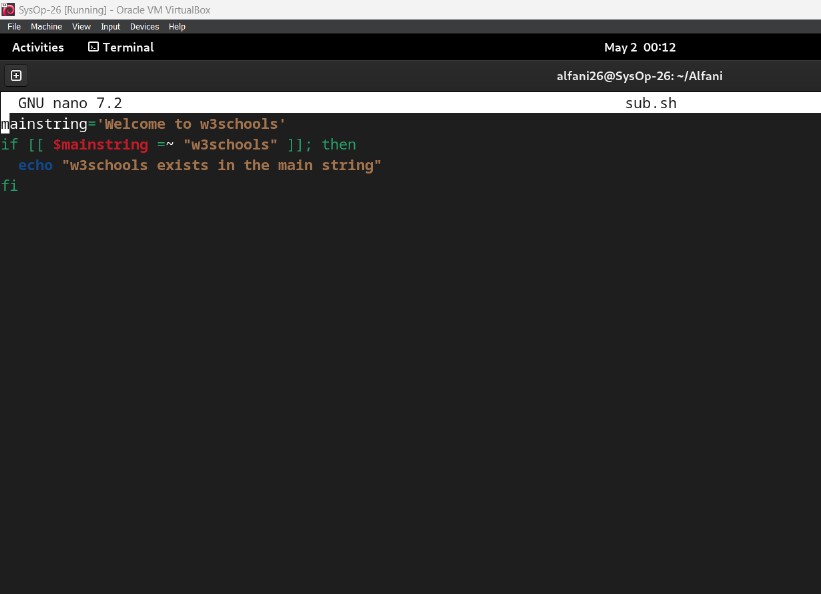 SysOp-26 [Running] - Oracle VM VirtualBox
File Machine View Input Devices Help
Activities Terminal May 2 00:12
alfani26@SysOp-26: ~/Alfani
GNU nano 7.2 sub.sh
mainstring='Welcome to w3schools'
if [[ $mainstring =~ "w3schools" ]]; then
  echo "w3schools exists in the main string"
fi